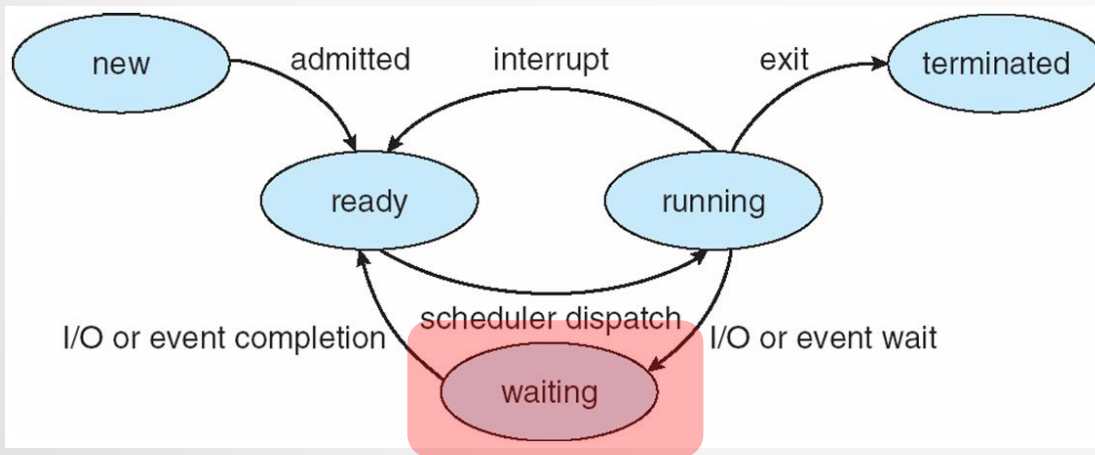 new
admitted
interrupt
exit
terminated
ready
running
scheduler dispatch
I/O or event completion
I/O or event wait
waiting